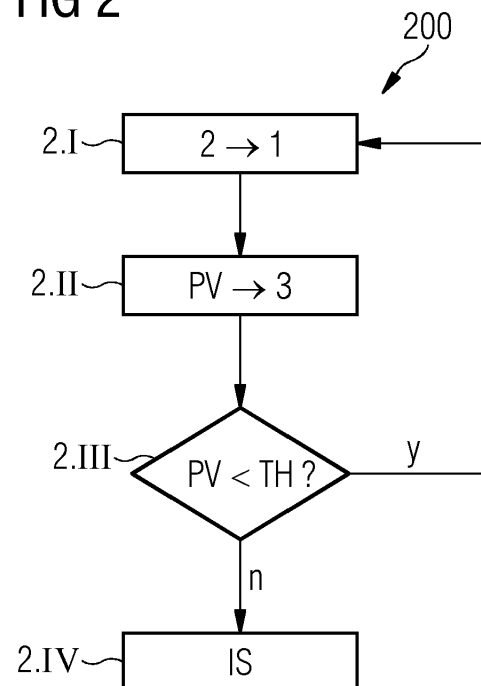 FIG 2
200
2.I
2 → 1
2.II
PV → 3
2.III
PV < TH ?
y
n
2.IV
IS